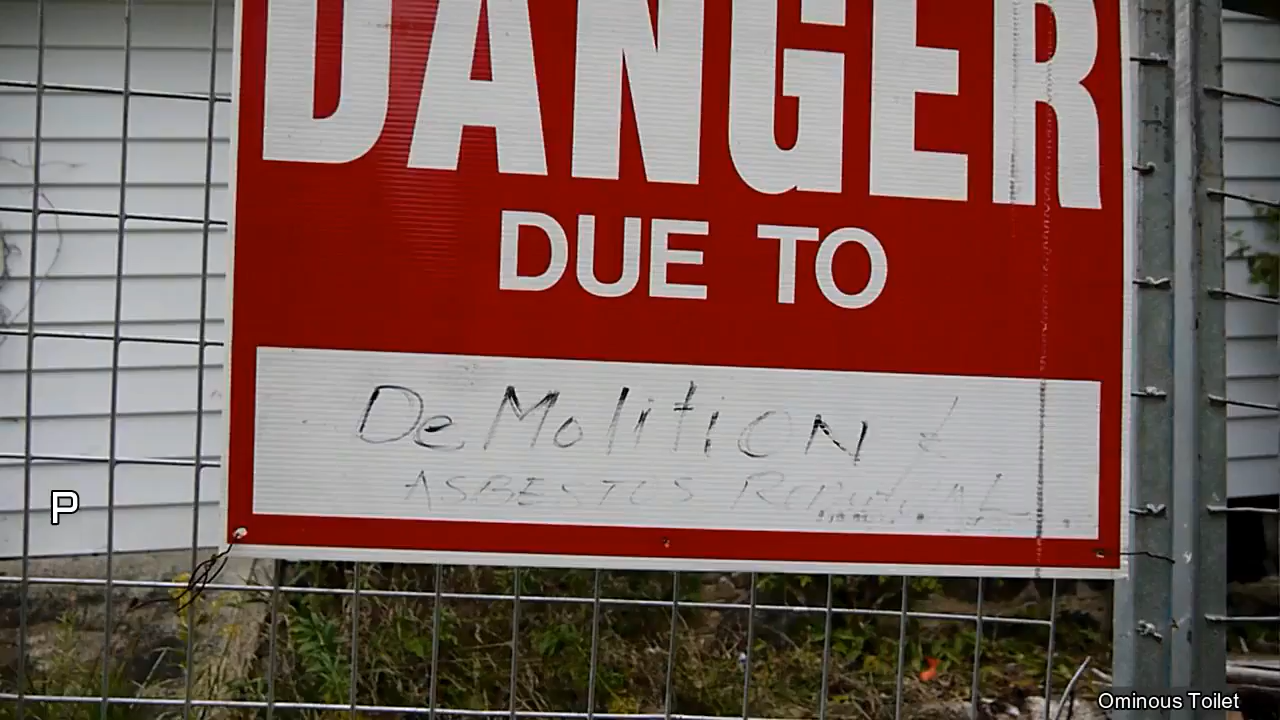 DANGER
DUE TO
DeMolitiON &
ASBESTOS REMOVAL
P
Ominous Toilet